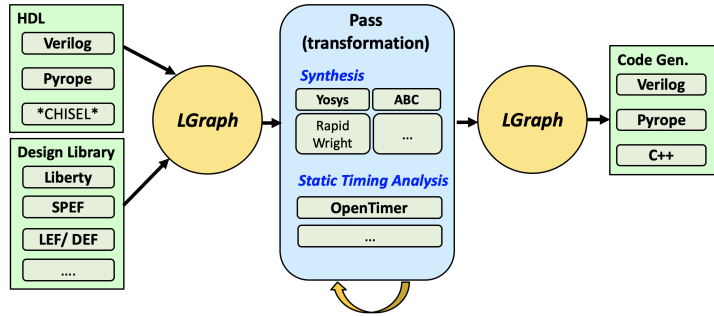 HDL
Verilog
Pyrope
*CHISEL*
Design Library
Liberty
SPEF
LEF/ DEF
....
LGraph
Pass
(transformation)
Synthesis
Yosys
ABC
Rapid
Wright
...
Static Timing Analysis
OpenTimer
...
LGraph
Code Gen.
Verilog
Pyrope
C++